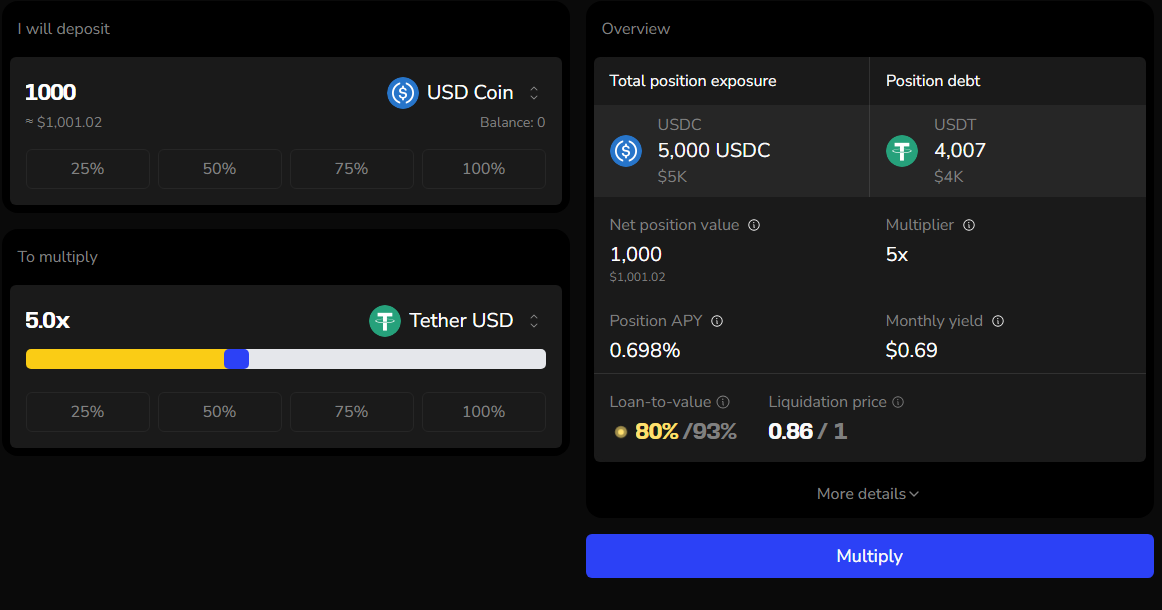 I will deposit
1000
USD Coin
≈ $1,001.02
Balance: 0
25% 50% 75% 100%
To multiply
5.0x
Tether USD
25% 50% 75% 100%
Overview
Total position exposure
Position debt
USDC
5,000 USDC
$5K
USDT
4,007
$4K
Net position value
1,000
$1,001.02
Multiplier
5x
Position APY
0.698%
Monthly yield
$0.69
Loan-to-value
80% /93%
Liquidation price
0.86 / 1
More details
Multiply